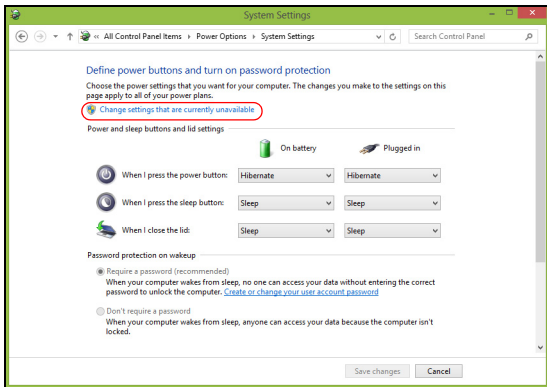 System Settings
« All Control Panel Items ▸ Power Options ▸ System Settings
Search Control Panel
Define power buttons and turn on password protection
Choose the power settings that you want for your computer. The changes you make to the settings on this
page apply to all of your power plans.
Change settings that are currently unavailable
Power and sleep buttons and lid settings
On battery Plugged in
When I press the power button: Hibernate Hibernate
When I press the sleep button: Sleep Sleep
When I close the lid: Sleep Sleep
Password protection on wakeup
Require a password (recommended)
When your computer wakes from sleep, no one can access your data without entering the correct
password to unlock the computer. Create or change your user account password
Don't require a password
When your computer wakes from sleep, anyone can access your data because the computer isn't
locked.
Save changes Cancel